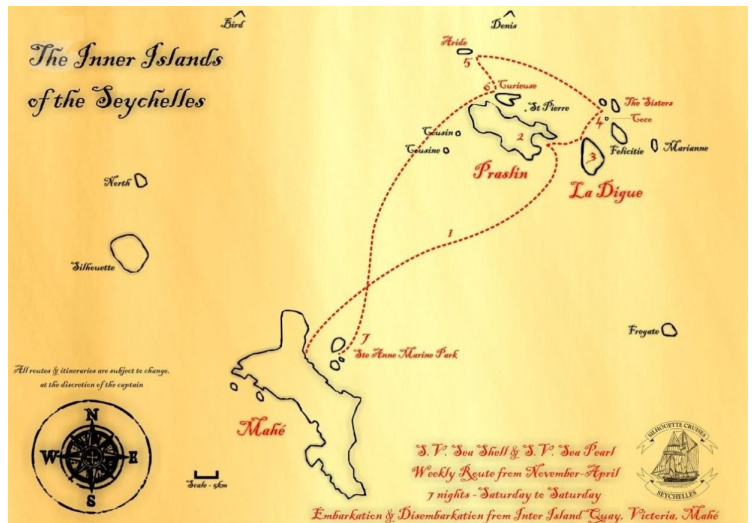 Bird
Denis
The Inner Islands
of the Seychelles
Aride
5
6
Curieuse
St Pierre
The Sisters
4
Coco
Cousin
2
Cousine
3
Felicitie
Marianne
Praslin
La Digue
North
1
Silhouette
7
Ste Anne Marine Park
Fregate
All routes & itineraries are subject to change,
at the discretion of the captain
Mahé
N
W
E
S
Scale - 5km
SILHOUETTE CRUISES
SEYCHELLES
S.V. Sea Shell & S.V. Sea Pearl
Weekly Route from November-April
7 nights - Saturday to Saturday
Embarkation & Disembarkation from Inter Island Quay, Victoria, Mahé